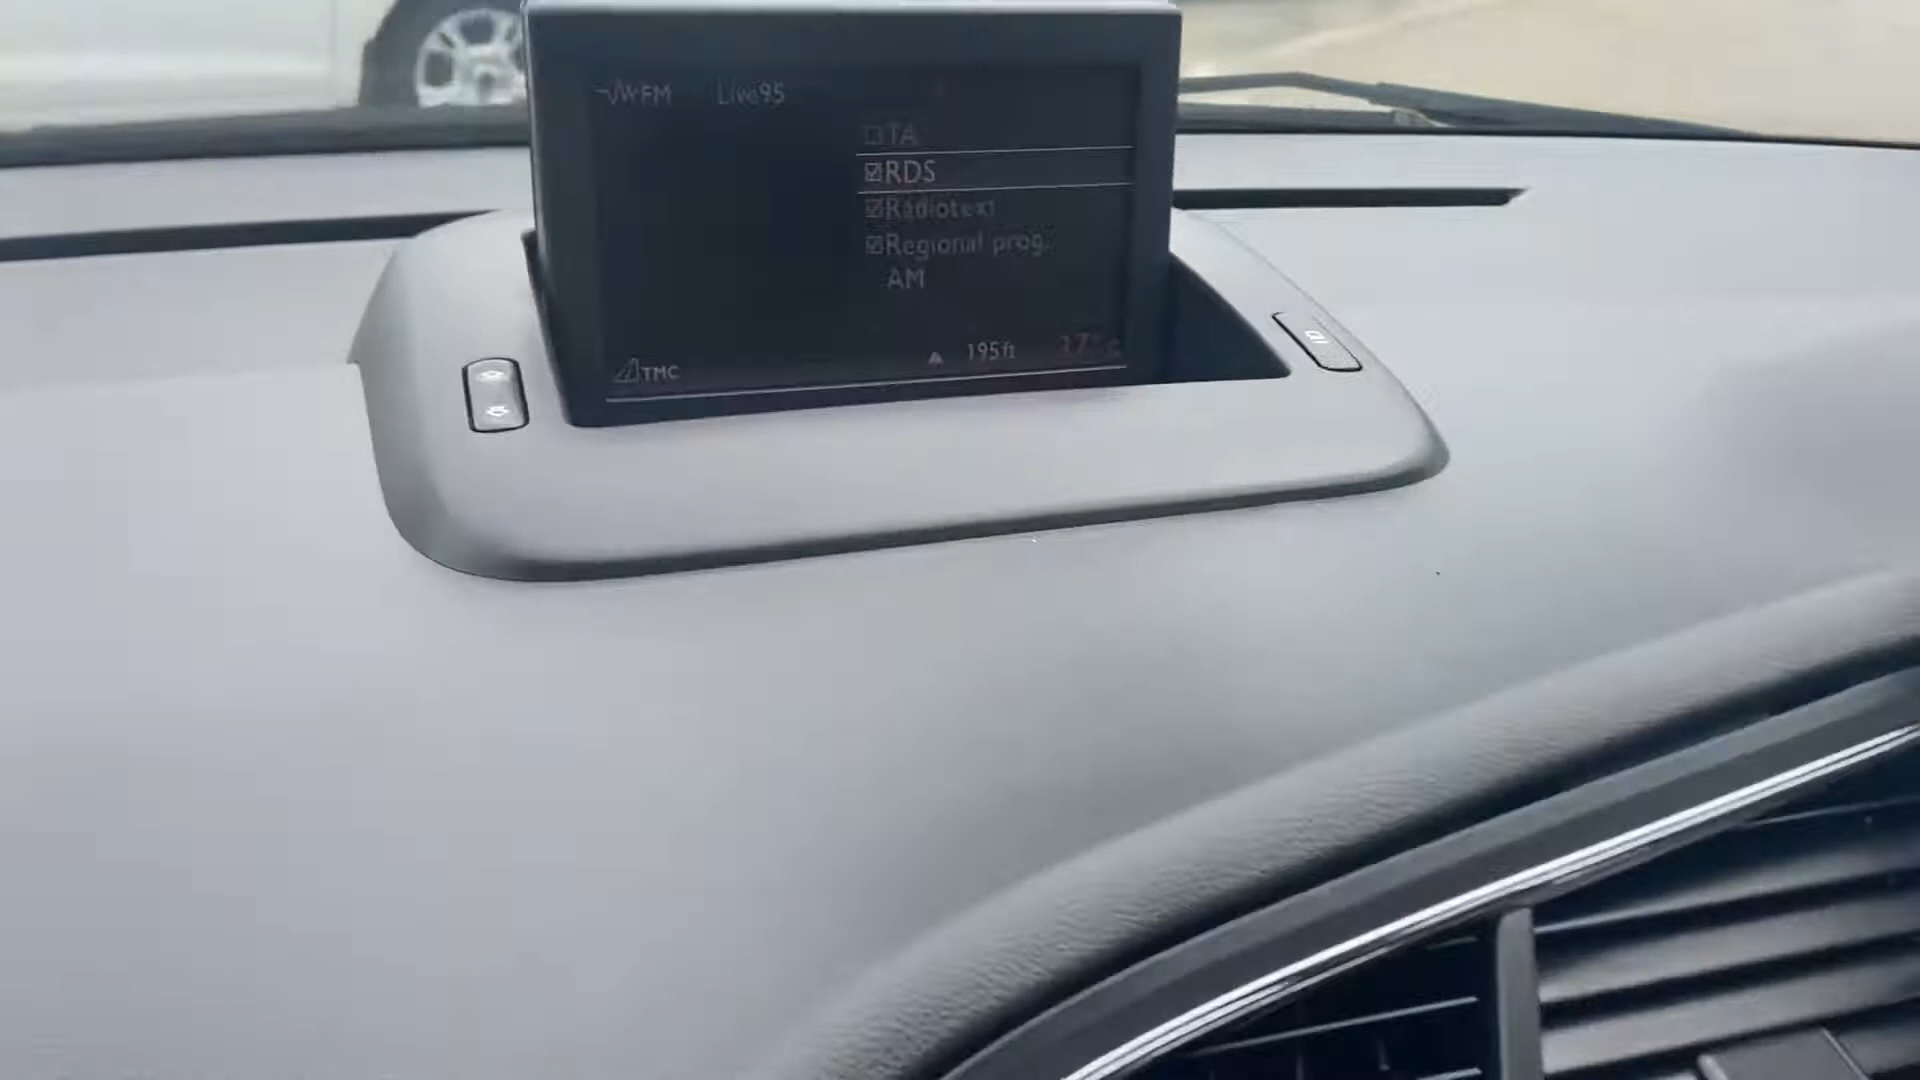 FM Live95
TA
RDS
Radiotext
Regional prog.
AM
TMC 195ft